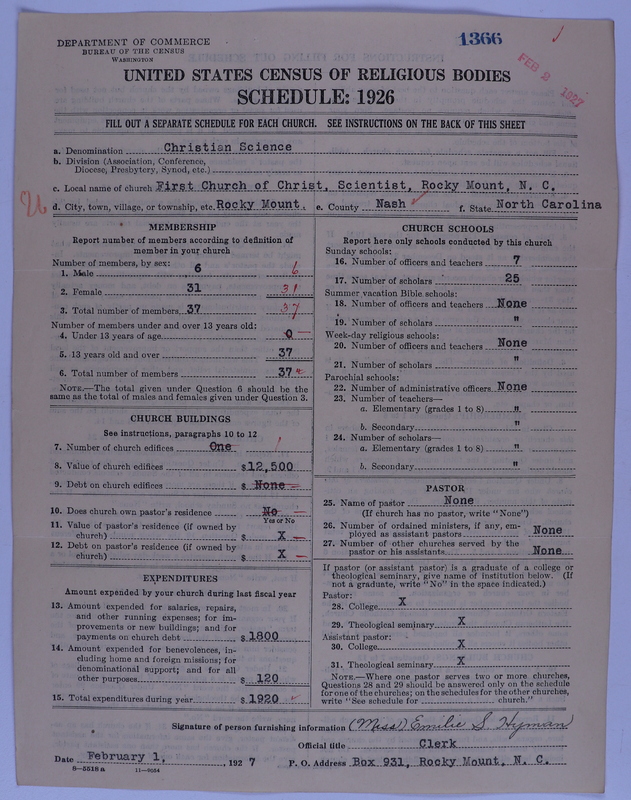 DEPARTMENT OF COMMERCE
BUREAU OF THE CENSUS
WASHINGTON
1366
FEB 2 1927
UNITED STATES CENSUS OF RELIGIOUS BODIES
SCHEDULE: 1926
FILL OUT A SEPARATE SCHEDULE FOR EACH CHURCH. SEE INSTRUCTIONS ON THE BACK OF THIS SHEET
a. Denomination Christian Science
b. Division (Association, Conference,
Diocese, Presbytery, Synod, etc.)
c. Local name of church First Church of Christ, Scientist, Rocky Mount, N. C.
d. City, town, village, or township, etc. Rocky Mount. e. County Nash f. State North Carolina
MEMBERSHIP
Report number of members according to definition of
member in your church
Number of members, by sex:
1. Male 6 6
2. Female 31 31
3. Total number of members 37 37
Number of members under and over 13 years old:
4. Under 13 years of age 0
5. 13 years old and over 37
6. Total number of members 37
NOTE.—The total given under Question 6 should be the
same as the total of males and females given under Question 3.
CHURCH BUILDINGS
See instructions, paragraphs 10 to 12
7. Number of church edifices One 1
8. Value of church edifices $12,500
9. Debt on church edifices $ None
10. Does church own pastor's residence No
Yes or No
11. Value of pastor's residence (if owned by
church) $ X
12. Debt on pastor's residence (if owned by
church) $ X
EXPENDITURES
Amount expended by your church during last fiscal year
13. Amount expended for salaries, repairs,
and other running expenses; for im-
provements or new buildings; and for
payments on church debt $ 1800
14. Amount expended for benevolences, in-
cluding home and foreign missions; for
denominational support; and for all
other purposes $ 120
15. Total expenditures during year $ 1920
CHURCH SCHOOLS
Report here only schools conducted by this church
Sunday schools:
16. Number of officers and teachers 7
17. Number of scholars 25
Summer vacation Bible schools:
18. Number of officers and teachers None
19. Number of scholars "
Week-day religious schools:
20. Number of officers and teachers None
21. Number of scholars "
Parochial schools:
22. Number of administrative officers None
23. Number of teachers—
a. Elementary (grades 1 to 8) "
b. Secondary "
24. Number of scholars—
a. Elementary (grades 1 to 8) "
b. Secondary "
PASTOR
25. Name of pastor None
(If church has no pastor, write "None")
26. Number of ordained ministers, if any, em-
ployed as assistant pastors None
27. Number of other churches served by the
pastor or his assistants None
If pastor (or assistant pastor) is a graduate of a college or
theological seminary, give name of institution below. (If
not a graduate, write "No" in the space indicated.)
Pastor:
28. College X
29. Theological seminary X
Assistant pastor:
30. College X
31. Theological seminary X
NOTE.—Where one pastor serves two or more churches,
Questions 28 and 29 should be answered only on the schedule
for one of the churches; on the schedules for the other churches,
write "See schedule for church."
Signature of person furnishing information (Miss) Emilie S. Hyman
Official title Clerk
Date February 1, 1927 P. O. Address Box 931, Rocky Mount, N. C.
8—5518 a 11—9054